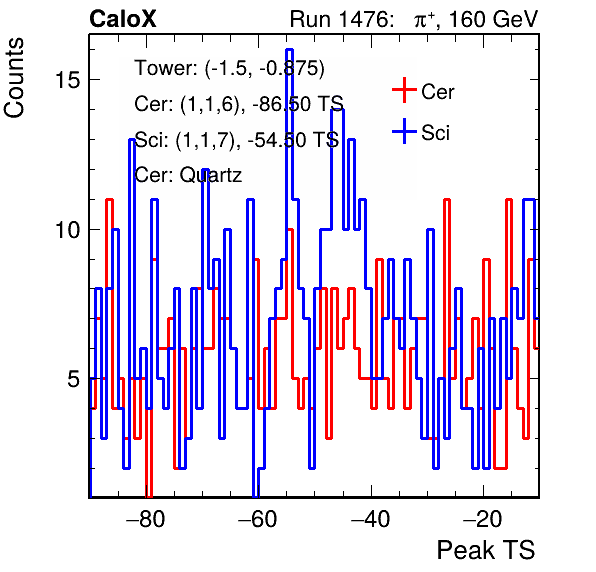 CaloX Run 1476: π⁺, 160 GeV
Counts
Tower: (-1.5, -0.875)
Cer: (1,1,6), -86.50 TS
Sci: (1,1,7), -54.50 TS
Cer: Quartz
Cer
Sci
15
10
5
−80 −60 −40 −20
Peak TS